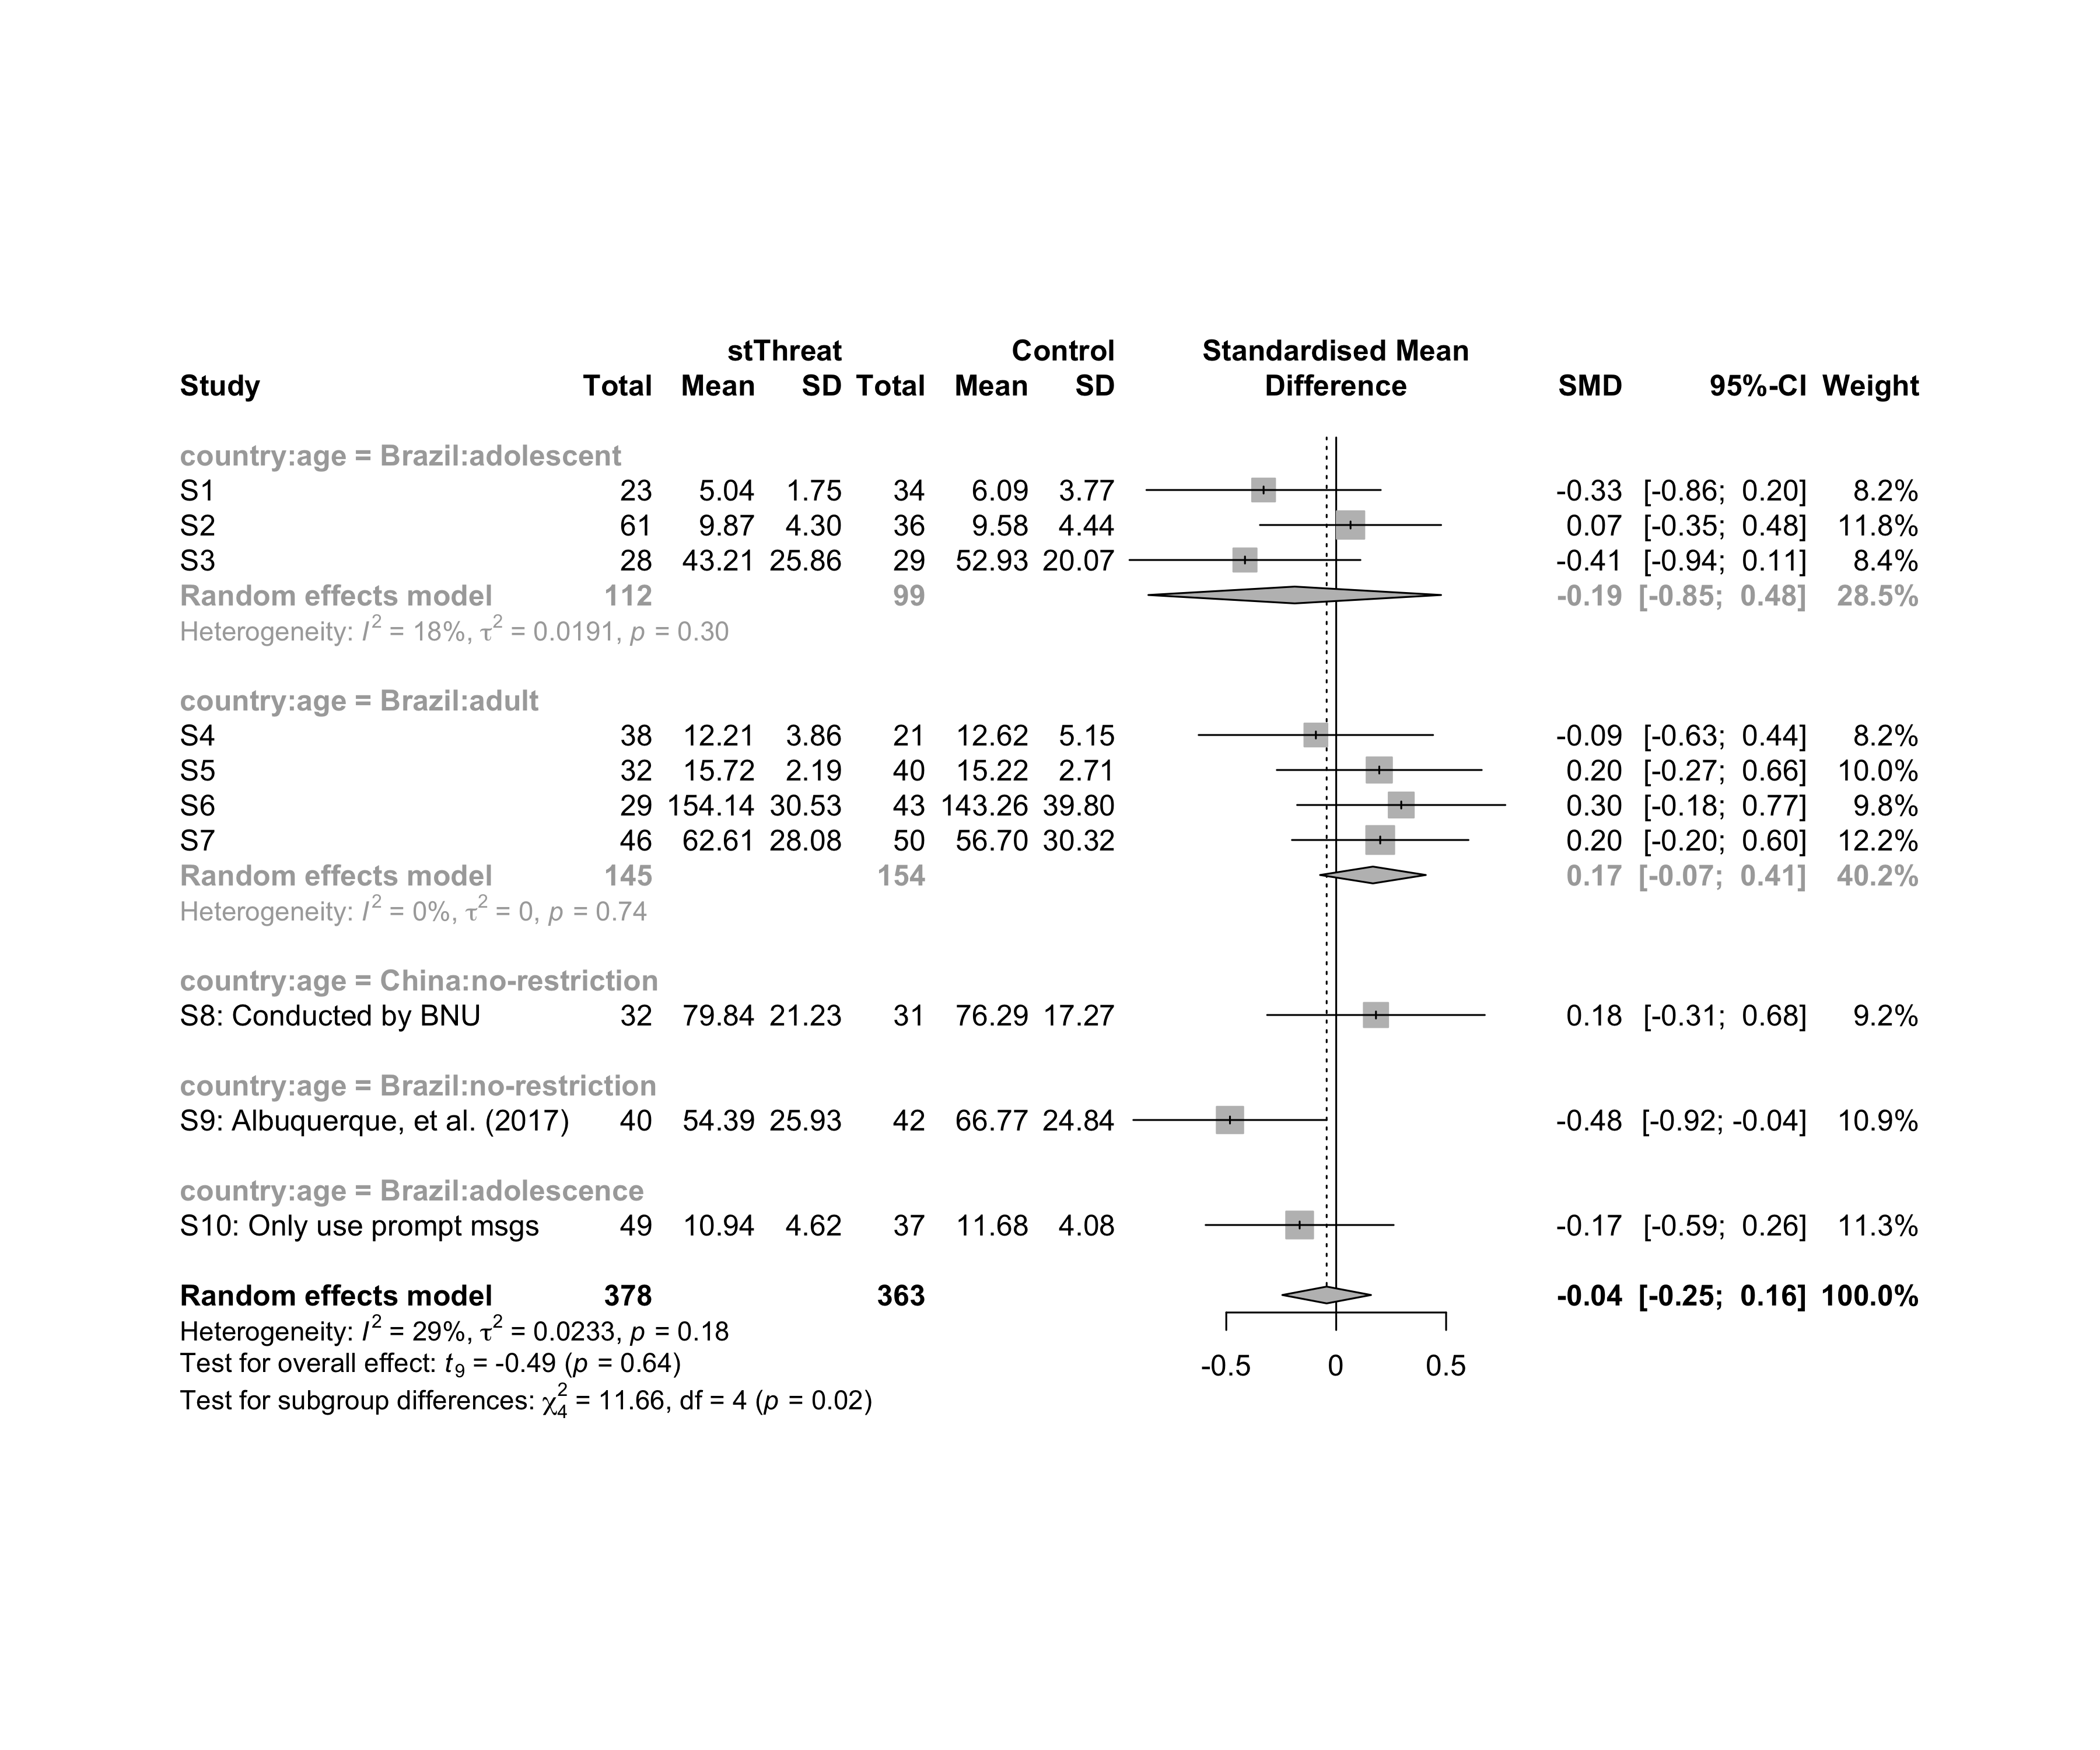 stThreat Control Standardised Mean
Study Total Mean SD Total Mean SD Difference SMD 95%-CI Weight
country:age = Brazil:adolescent
S1 23 5.04 1.75 34 6.09 3.77 -0.33 [-0.86; 0.20] 8.2%
S2 61 9.87 4.30 36 9.58 4.44 0.07 [-0.35; 0.48] 11.8%
S3 28 43.21 25.86 29 52.93 20.07 -0.41 [-0.94; 0.11] 8.4%
Random effects model 112 99 -0.19 [-0.85; 0.48] 28.5%
Heterogeneity: I² = 18%, τ² = 0.0191, p = 0.30
country:age = Brazil:adult
S4 38 12.21 3.86 21 12.62 5.15 -0.09 [-0.63; 0.44] 8.2%
S5 32 15.72 2.19 40 15.22 2.71 0.20 [-0.27; 0.66] 10.0%
S6 29 154.14 30.53 43 143.26 39.80 0.30 [-0.18; 0.77] 9.8%
S7 46 62.61 28.08 50 56.70 30.32 0.20 [-0.20; 0.60] 12.2%
Random effects model 145 154 0.17 [-0.07; 0.41] 40.2%
Heterogeneity: I² = 0%, τ² = 0, p = 0.74
country:age = China:no-restriction
S8: Conducted by BNU 32 79.84 21.23 31 76.29 17.27 0.18 [-0.31; 0.68] 9.2%
country:age = Brazil:no-restriction
S9: Albuquerque, et al. (2017) 40 54.39 25.93 42 66.77 24.84 -0.48 [-0.92; -0.04] 10.9%
country:age = Brazil:adolescence
S10: Only use prompt msgs 49 10.94 4.62 37 11.68 4.08 -0.17 [-0.59; 0.26] 11.3%
Random effects model 378 363 -0.04 [-0.25; 0.16] 100.0%
Heterogeneity: I² = 29%, τ² = 0.0233, p = 0.18
Test for overall effect: t₉ = -0.49 (p = 0.64)
-0.5 0 0.5
Test for subgroup differences: χ²₄ = 11.66, df = 4 (p = 0.02)